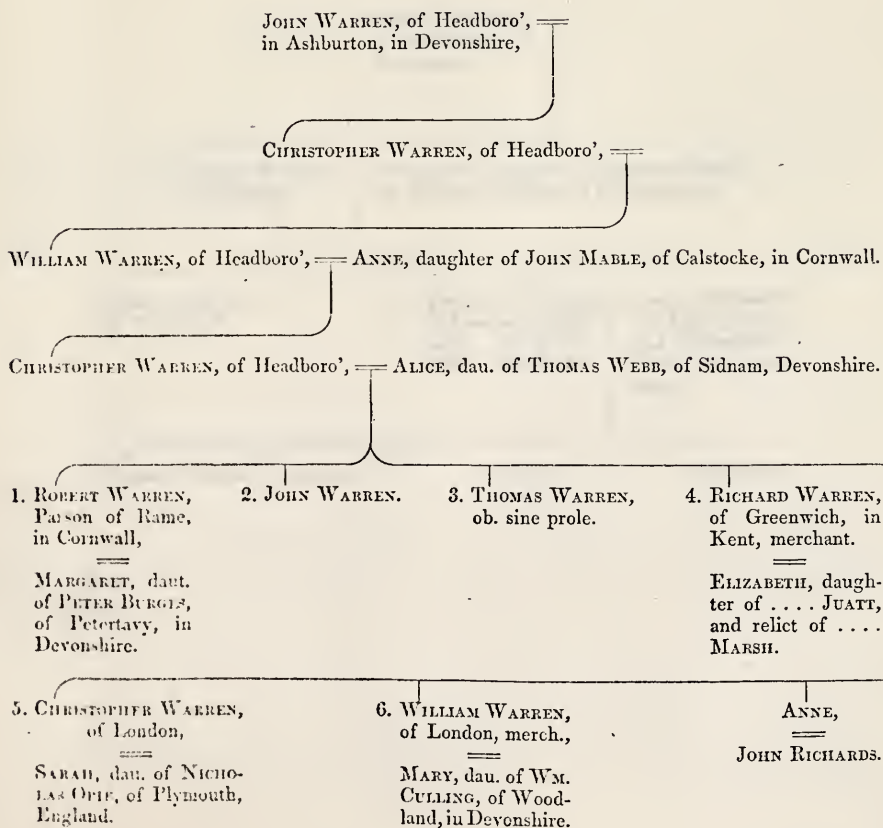 JOHN WARREN, of Headboro',
in Ashburton, in Devonshire,
CHRISTOPHER WARREN, of Headboro',
WILLIAM WARREN, of Headboro', ANNE, daughter of JOHN MABLE, of Calstocke, in Cornwall.
CHRISTOPHER WARREN, of Headboro', ALICE, dau. of THOMAS WEBB, of Sidnam, Devonshire.
1. ROBERT WARREN,
Parson of Rame,
in Cornwall,
MARGARET, daut.
of PETER BURGIS,
of Petertavy, in
Devonshire.
2. JOHN WARREN.
3. THOMAS WARREN,
ob. sine prole.
4. RICHARD WARREN,
of Greenwich, in
Kent, merchant.
ELIZABETH, daugh-
ter of .... JUATT,
and relict of ....
MARSH.
5. CHRISTOPHER WARREN,
of London,
SARAH, dau. of NICHO-
LAS OPIE, of Plymouth,
England.
6. WILLIAM WARREN,
of London, merch.,
MARY, dau. of WM.
CULLING, of Wood-
land, in Devonshire.
ANNE,
JOHN RICHARDS.